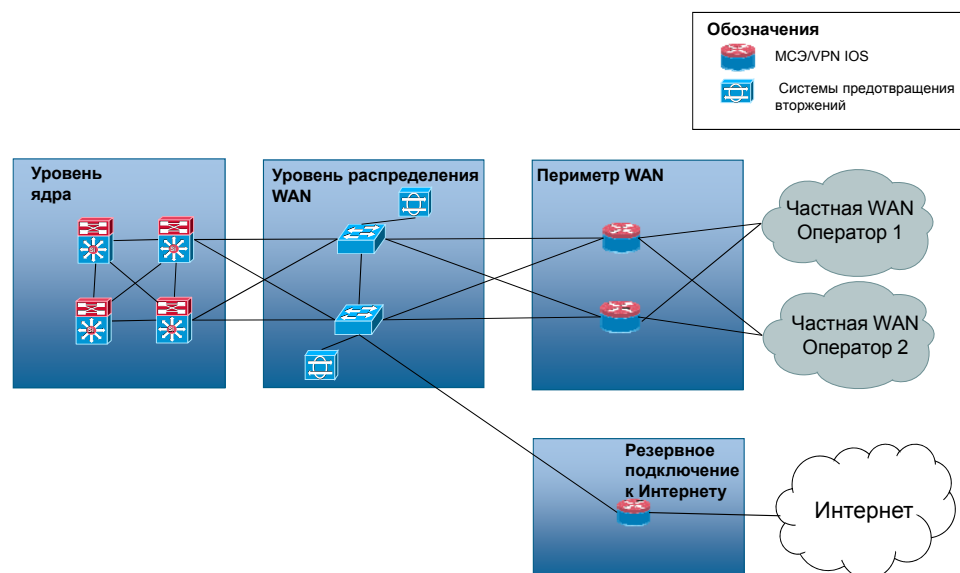 Обозначения
МСЭ/VPN IOS
Системы предотвращения
вторжений
Уровень
ядра
Уровень распределения
WAN
Периметр WAN
Частная WAN
Оператор 1
Частная WAN
Оператор 2
Резервное
подключение
к Интернету
Интернет